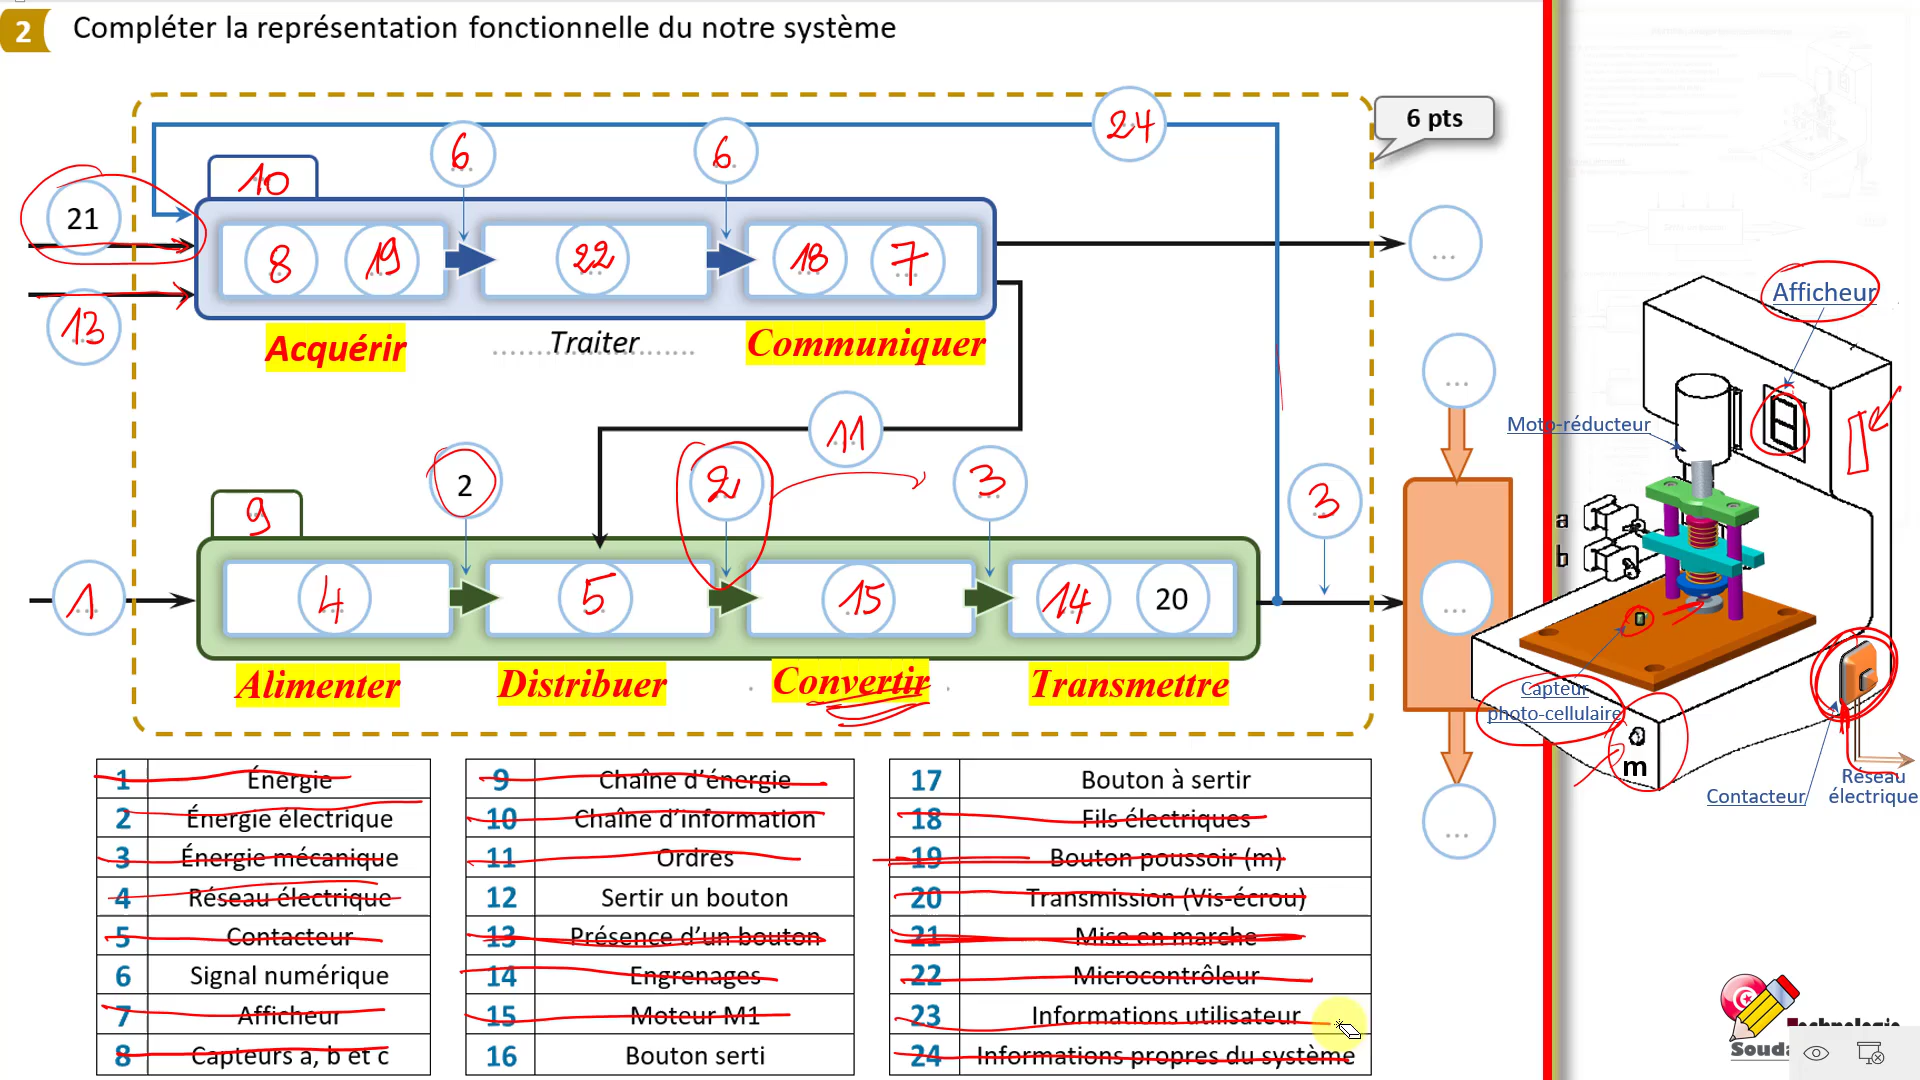 2 Compléter la représentation fonctionnelle du notre système
6 pts
24
6
6
10
21
8 19
22
18 7
...
13
Acquérir
Traiter
Communiquer
...
11
2
2
3
3
9
1
4
5
15
14 20
...
Alimenter
Distribuer
Convertir
Transmettre
...
Afficheur
Moto-réducteur
a
b
Capteur
photo-cellulaire
m
Contacteur
Réseau
électrique
1 Énergie
2 Énergie électrique
3 Énergie mécanique
4 Réseau électrique
5 Contacteur
6 Signal numérique
7 Afficheur
8 Capteurs a, b et c
9 Chaîne d'énergie
10 Chaîne d'information
11 Ordres
12 Sertir un bouton
13 Présence d'un bouton
14 Engrenages
15 Moteur M1
16 Bouton serti
17 Bouton à sertir
18 Fils électriques
19 Bouton poussoir (m)
20 Transmission (Vis-écrou)
21 Mise en marche
22 Microcontrôleur
23 Informations utilisateur
24 Informations propres du système